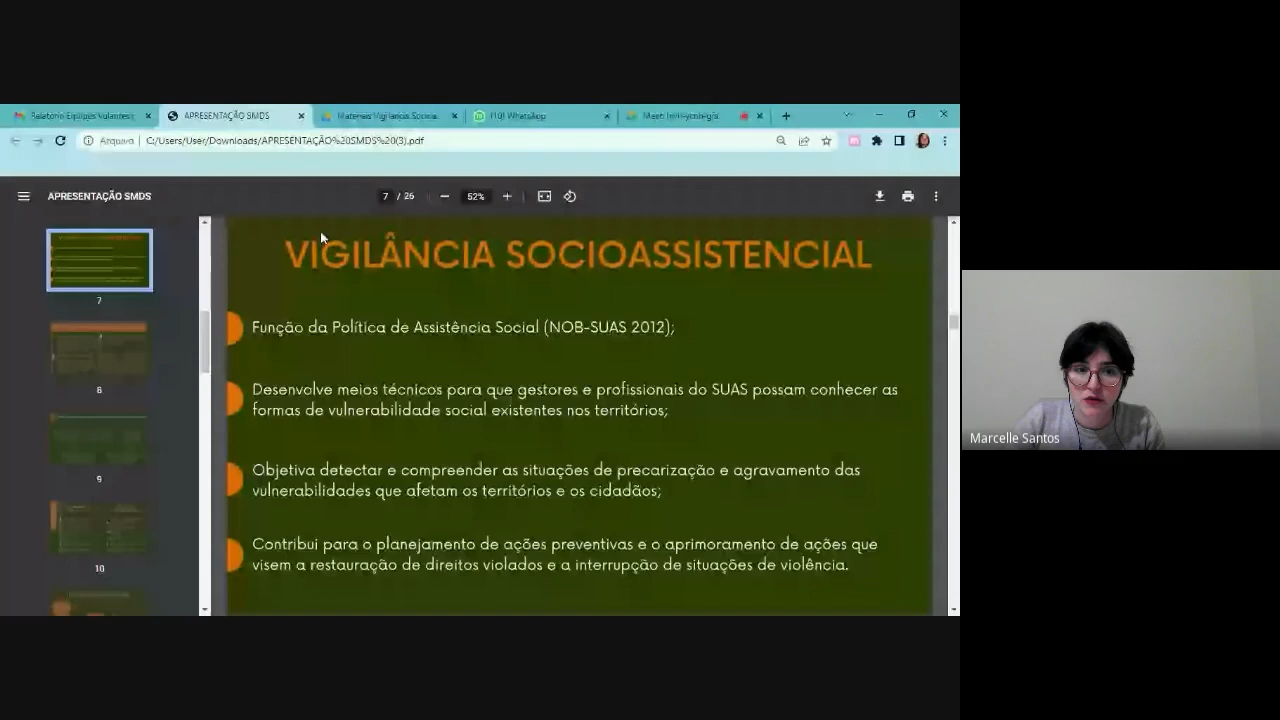 APRESENTAÇÃO SMDS
(10) WhatsApp
Arquivo
C:/Users/User/Downloads/APRESENTAÇÃO%20SMDS%20(3).pdf
APRESENTAÇÃO SMDS
7 / 26
52%
VIGILÂNCIA SOCIOASSISTENCIAL
Função da Política de Assistência Social (NOB-SUAS 2012);
Desenvolve meios técnicos para que gestores e profissionais do SUAS possam conhecer as
formas de vulnerabilidade social existentes nos territórios;
Objetiva detectar e compreender as situações de precarização e agravamento das
vulnerabilidades que afetam os territórios e os cidadãos;
Contribui para o planejamento de ações preventivas e o aprimoramento de ações que
visem a restauração de direitos violados e a interrupção de situações de violência.
7
8
9
10
Marcelle Santos